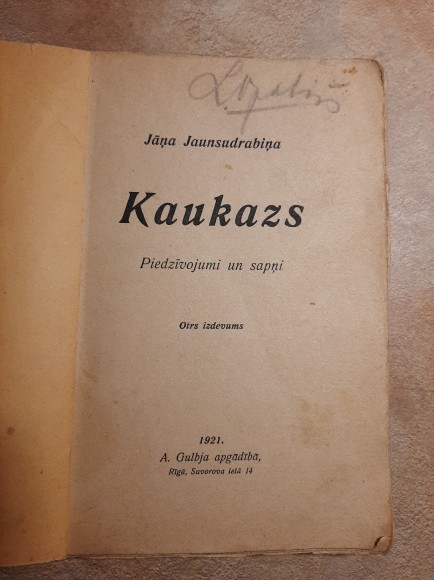 Jāņa Jaunsudrabiņa
Kaukazs
Piedzīvojumi un sapņi
Otrs izdevums
1921.
A. Gulbja apgādībā,
Rīgā, Suvorova ielā 14